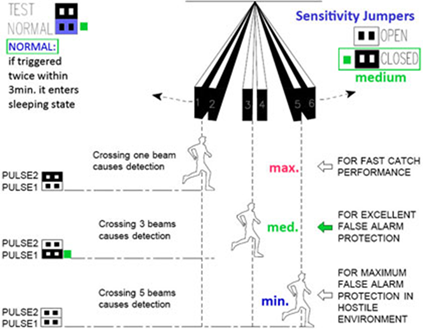 TEST
NORMAL
NORMAL:
if triggered
twice within
3min. it enters
sleeping state
Sensitivity Jumpers
OPEN
CLOSED
medium
1 2 3 4 5 6
Crossing one beam
causes detection
PULSE2
PULSE1
max.
FOR FAST CATCH
PERFORMANCE
Crossing 3 beams
causes detection
PULSE2
PULSE1
med.
FOR EXCELLENT
FALSE ALARM
PROTECTION
Crossing 5 beams
causes detection
PULSE2
PULSE1
min.
FOR MAXIMUM
FALSE ALARM
PROTECTION IN
HOSTILE
ENVIRONMENT